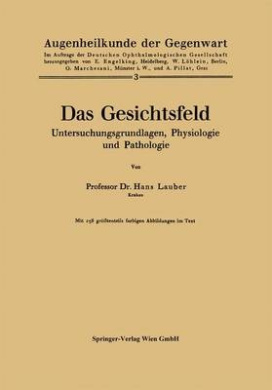 Augenheilkunde der Gegenwart
Im Auftrage der Deutschen Ophthalmologischen Gesellschaft
herausgegeben von E. Engelking, Heidelberg, W. Löhlein, Berlin,
O. Marchesani, Münster i. W., und A. Pillat, Graz
3
Das Gesichtsfeld
Untersuchungsgrundlagen, Physiologie
und Pathologie
Von
Professor Dr. Hans Lauber
Krakau
Mit 198 größtenteils farbigen Abbildungen im Text
Springer-Verlag Wien GmbH